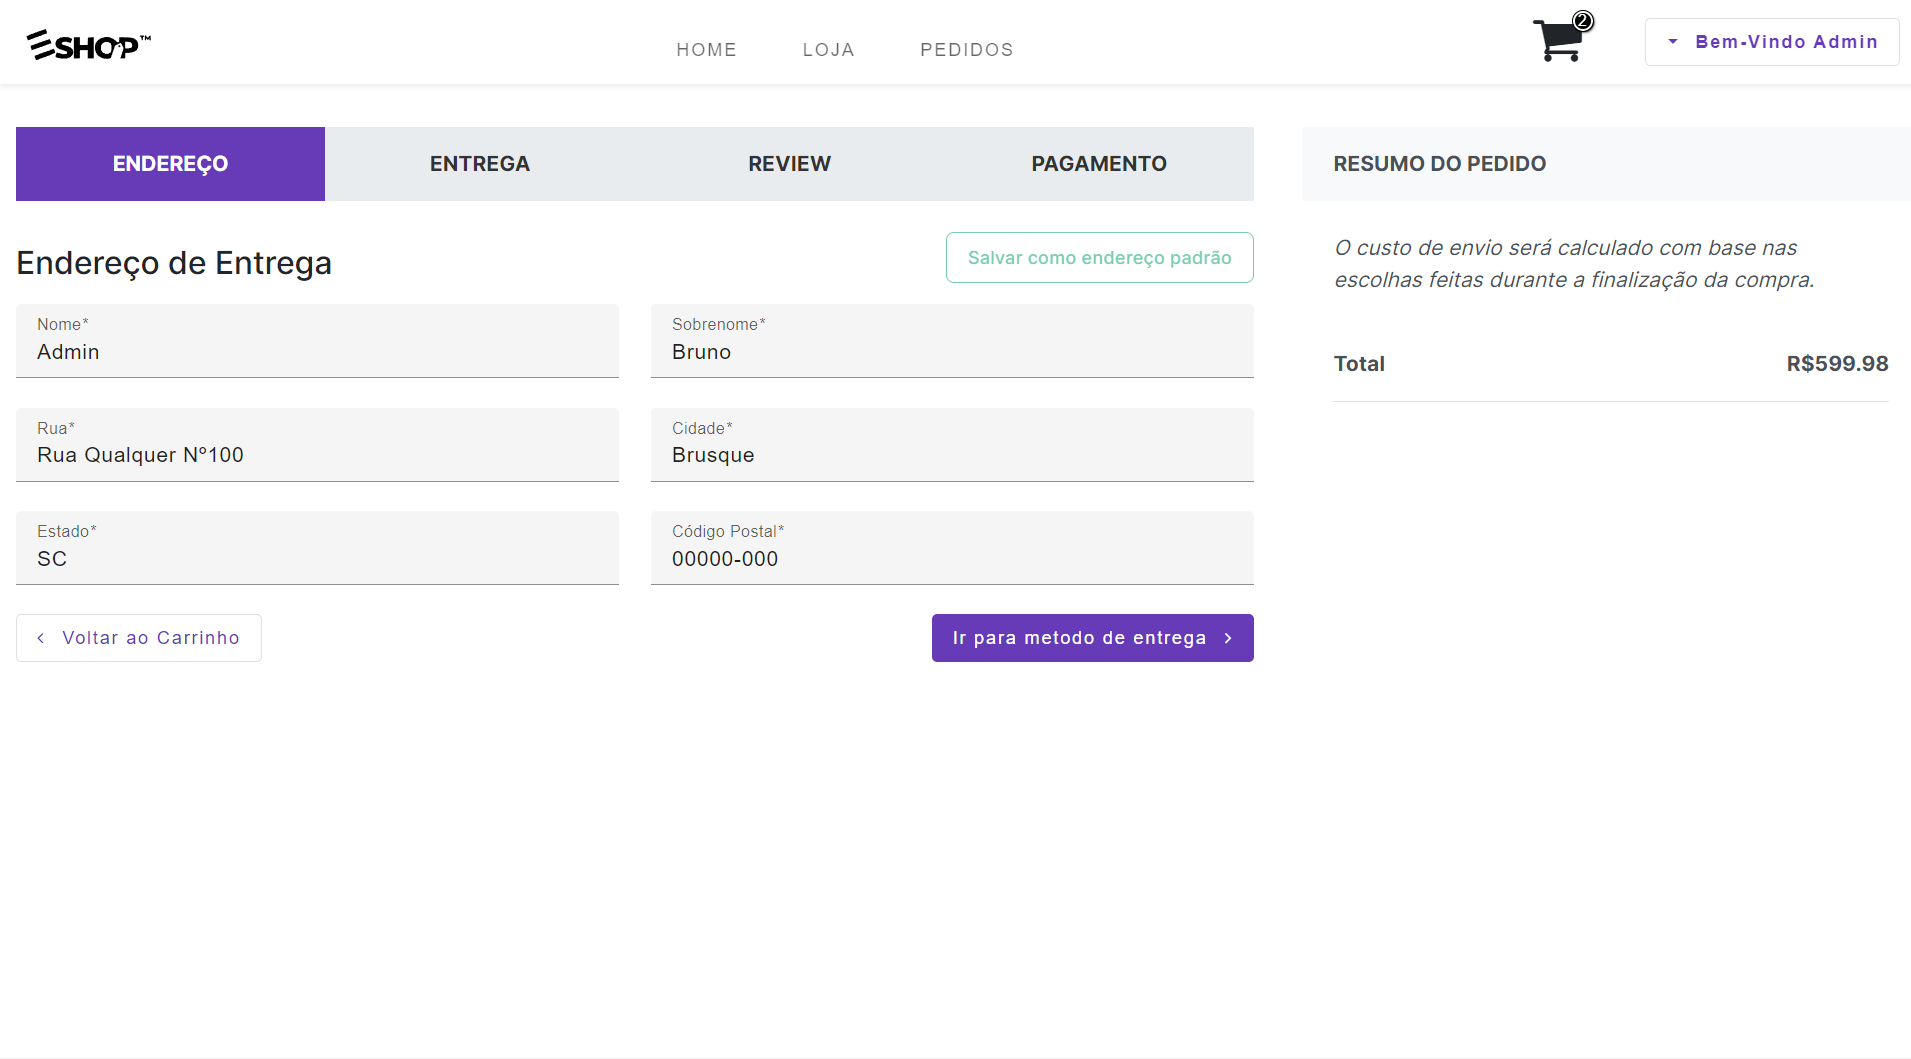 ESHOP™
HOME
LOJA
PEDIDOS
2
Bem-Vindo Admin
ENDEREÇO
ENTREGA
REVIEW
PAGAMENTO
RESUMO DO PEDIDO
Endereço de Entrega
Salvar como endereço padrão
O custo de envio será calculado com base nas
escolhas feitas durante a finalização da compra.
Nome*
Admin
Sobrenome*
Bruno
Total
R$599.98
Rua*
Rua Qualquer Nº100
Cidade*
Brusque
Estado*
SC
Código Postal*
00000-000
Voltar ao Carrinho
Ir para metodo de entrega